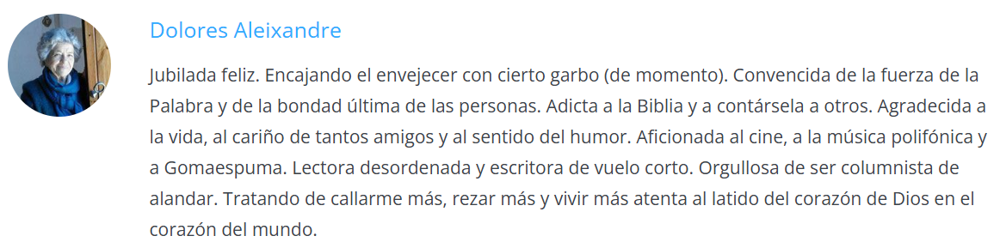 Dolores Aleixandre
Jubilada feliz. Encajando el envejecer con cierto garbo (de momento). Convencida de la fuerza de la
Palabra y de la bondad última de las personas. Adicta a la Biblia y a contársela a otros. Agradecida a
la vida, al cariño de tantos amigos y al sentido del humor. Aficionada al cine, a la música polifónica y
a Gomaespuma. Lectora desordenada y escritora de vuelo corto. Orgullosa de ser columnista de
alandar. Tratando de callarme más, rezar más y vivir más atenta al latido del corazón de Dios en el
corazón del mundo.